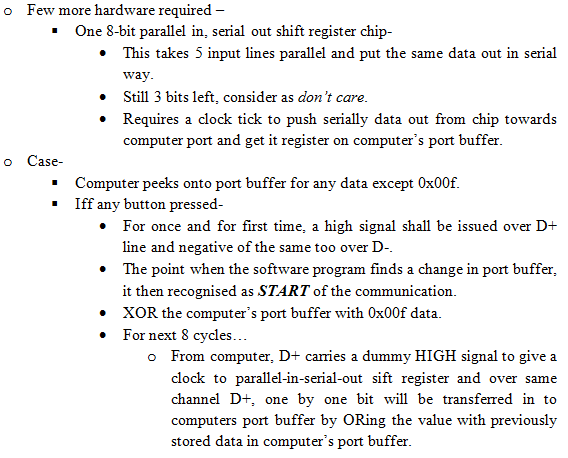 o Few more hardware required –
▪ One 8-bit parallel in, serial out shift register chip-
• This takes 5 input lines parallel and put the same data out in serial
way.
• Still 3 bits left, consider as don't care.
• Requires a clock tick to push serially data out from chip towards
computer port and get it register on computer's port buffer.
o Case-
▪ Computer peeks onto port buffer for any data except 0x00f.
▪ Iff any button pressed-
• For once and for first time, a high signal shall be issued over D+
line and negative of the same too over D-.
• The point when the software program finds a change in port buffer,
it then recognised as START of the communication.
• XOR the computer's port buffer with 0x00f data.
• For next 8 cycles…
o From computer, D+ carries a dummy HIGH signal to give a
clock to parallel-in-serial-out sift register and over same
channel D+, one by one bit will be transferred in to
computers port buffer by ORing the value with previously
stored data in computer's port buffer.